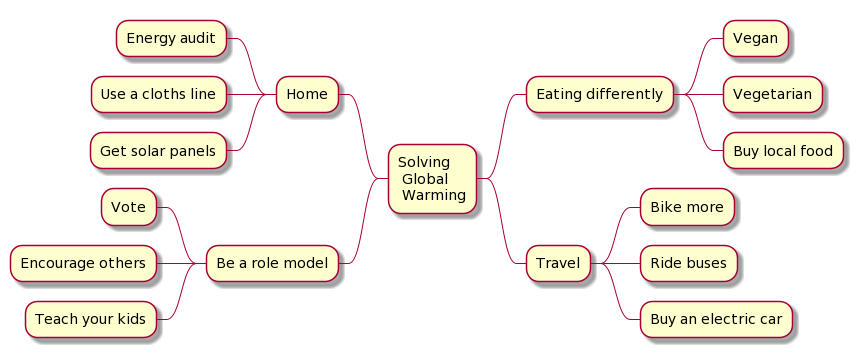 Energy audit
Use a cloths line
Get solar panels
Home
Vote
Encourage others
Teach your kids
Be a role model
Solving
Global
Warming
Eating differently
Vegan
Vegetarian
Buy local food
Travel
Bike more
Ride buses
Buy an electric car